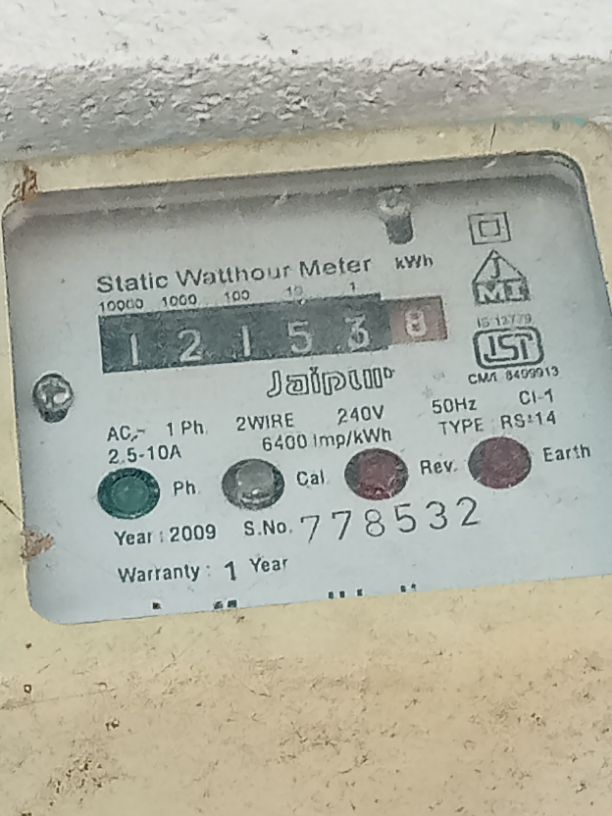 Static Watthour Meter kWh
10000 1000 100 10 1
1 2 1 5 3 8
J
MI
IS 13779
ISI
CM/L 8409913
Jaipur
AC,~ 1 Ph. 2WIRE 240V 50Hz Cl-1
2.5-10A 6400 Imp/kWh TYPE : RS-14
Ph. Cal. Rev. Earth
Year : 2009 S.No. 778532
Warranty : 1 Year